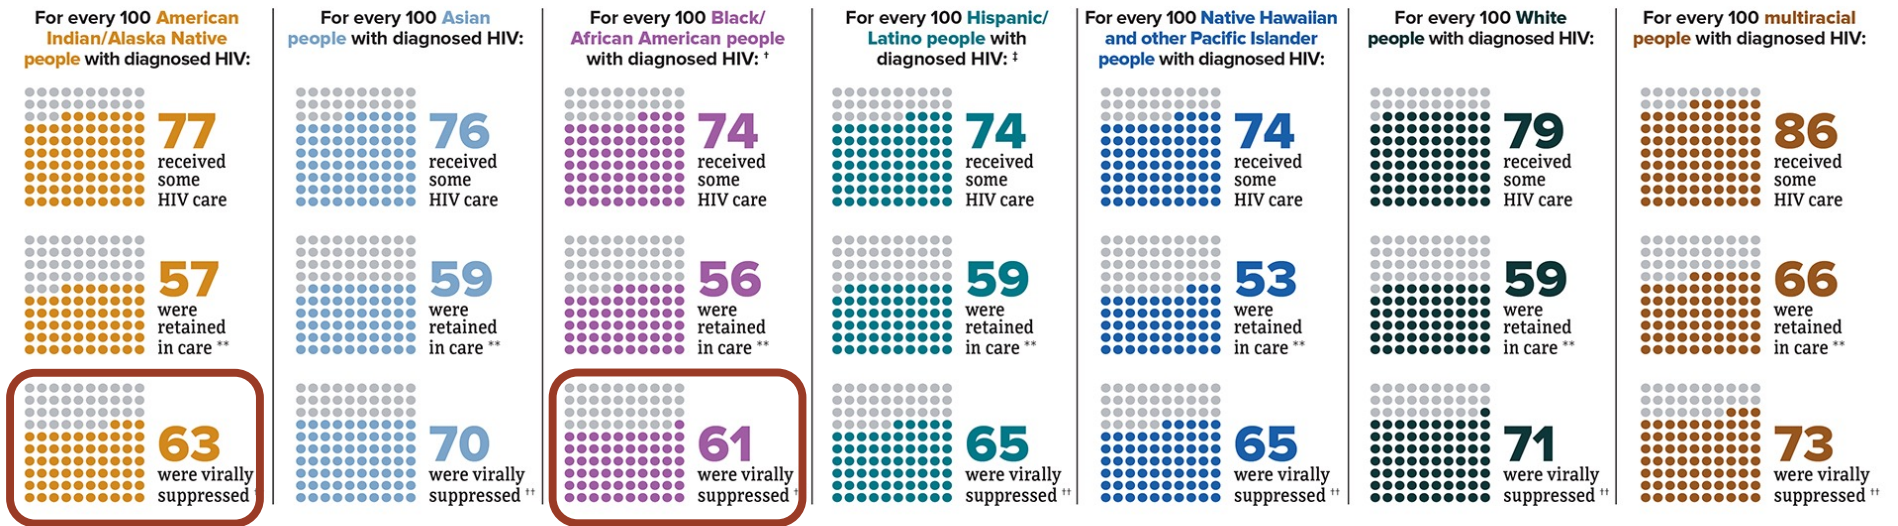 For every 100 American
Indian/Alaska Native
people with diagnosed HIV:
77
received
some
HIV care
57
were
retained
in care **
63
were virally
suppressed
For every 100 Asian
people with diagnosed HIV:
76
received
some
HIV care
59
were
retained
in care **
70
were virally
suppressed ††
For every 100 Black/
African American people
with diagnosed HIV: †
74
received
some
HIV care
56
were
retained
in care **
61
were virally
suppressed †
For every 100 Hispanic/
Latino people with
diagnosed HIV: ‡
74
received
some
HIV care
59
were
retained
in care **
65
were virally
suppressed ††
For every 100 Native Hawaiian
and other Pacific Islander
people with diagnosed HIV:
74
received
some
HIV care
53
were
retained
in care **
65
were virally
suppressed ††
For every 100 White
people with diagnosed HIV:
79
received
some
HIV care
59
were
retained
in care **
71
were virally
suppressed ††
For every 100 multiracial
people with diagnosed HIV:
86
received
some
HIV care
66
were
retained
in care **
73
were virally
suppressed ††